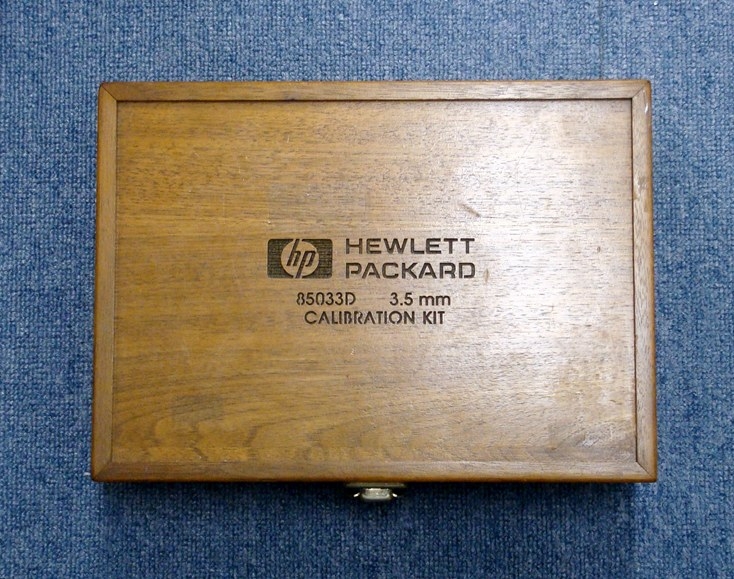 hp HEWLETT
PACKARD
85033D 3.5 mm
CALIBRATION KIT